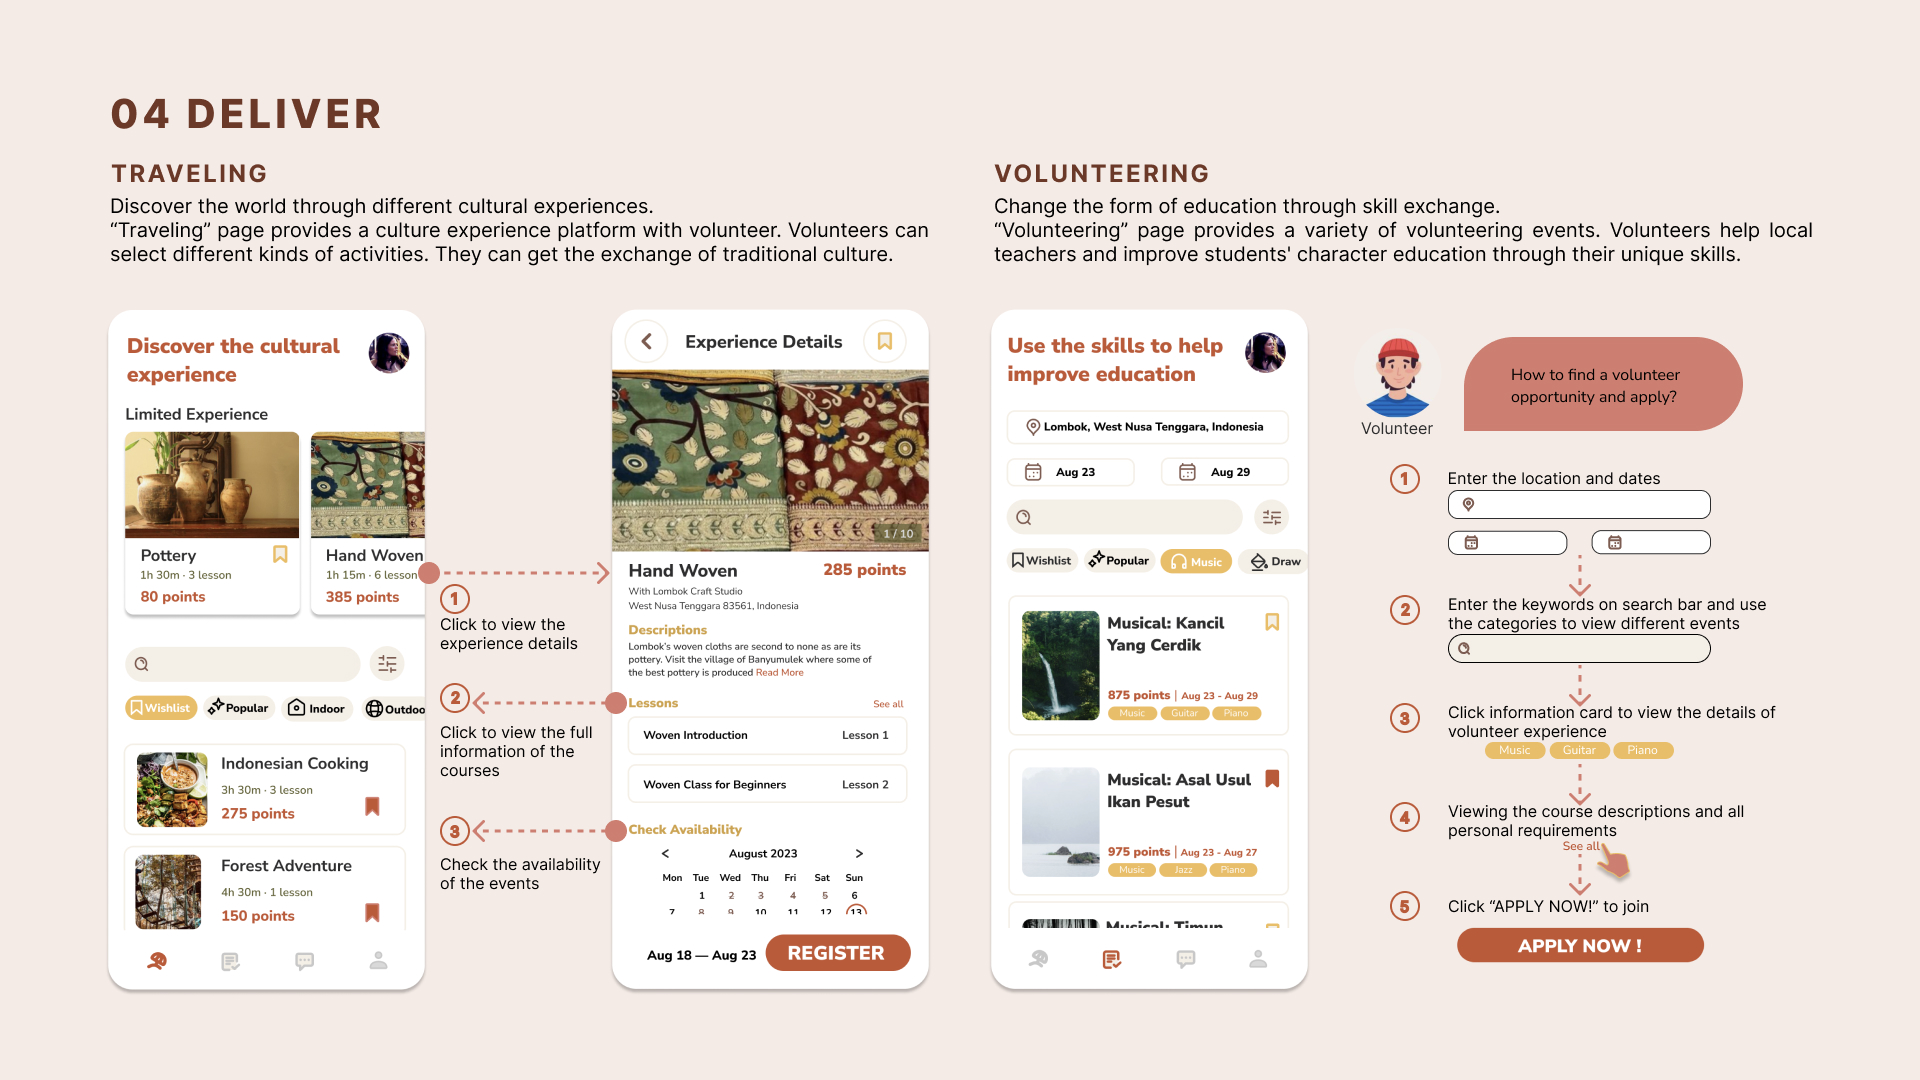 04 DELIVER
TRAVELING
Discover the world through different cultural experiences.
“Traveling” page provides a culture experience platform with volunteer. Volunteers can
select different kinds of activities. They can get the exchange of traditional culture.
VOLUNTEERING
Change the form of education through skill exchange.
“Volunteering” page provides a variety of volunteering events. Volunteers help local
teachers and improve students' character education through their unique skills.
Discover the cultural
experience
Limited Experience
Pottery
1h 30m · 3 lesson
80 points
Hand Woven
1h 15m · 6 lesson
385 points
Wishlist
Popular
Indoor
Outdoo
Indonesian Cooking
3h 30m · 3 lesson
275 points
Forest Adventure
4h 30m · 1 lesson
150 points
1
Click to view the
experience details
2
Click to view the full
information of the
courses
3
Check the availability
of the events
Experience Details
1 / 10
Hand Woven
285 points
With Lombok Craft Studio
West Nusa Tenggara 83561, Indonesia
Descriptions
Lombok’s woven cloths are second to none as are its
pottery. Visit the village of Banyumulek where some of
the best pottery is produced Read More
Lessons
See all
Woven Introduction
Lesson 1
Woven Class for Beginners
Lesson 2
Check Availability
< August 2023 >
Mon Tue Wed Thu Fri Sat Sun
1 2 3 4 5 6
7 8 9 10 11 12 13
Aug 18 — Aug 23
REGISTER
Use the skills to help
improve education
Lombok, West Nusa Tenggara, Indonesia
Aug 23
Aug 29
Wishlist
Popular
Music
Draw
Musical: Kancil
Yang Cerdik
875 points | Aug 23 - Aug 29
Music Guitar Piano
Musical: Asal Usul
Ikan Pesut
975 points | Aug 23 - Aug 27
Music Jazz Piano
Musical: Timun
Volunteer
How to find a volunteer
opportunity and apply?
1
Enter the location and dates
2
Enter the keywords on search bar and use
the categories to view different events
3
Click information card to view the details of
volunteer experience
Music Guitar Piano
4
Viewing the course descriptions and all
personal requirements
See all
5
Click “APPLY NOW!” to join
APPLY NOW !